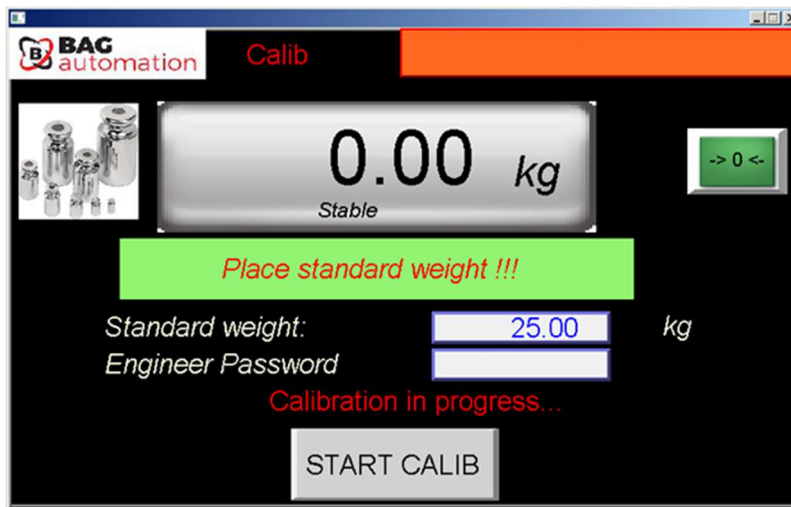 BAG
automation
Calib
0.00 kg
Stable
-> 0 <-
Place standard weight !!!
Standard weight: 25.00 kg
Engineer Password
Calibration in progress...
START CALIB